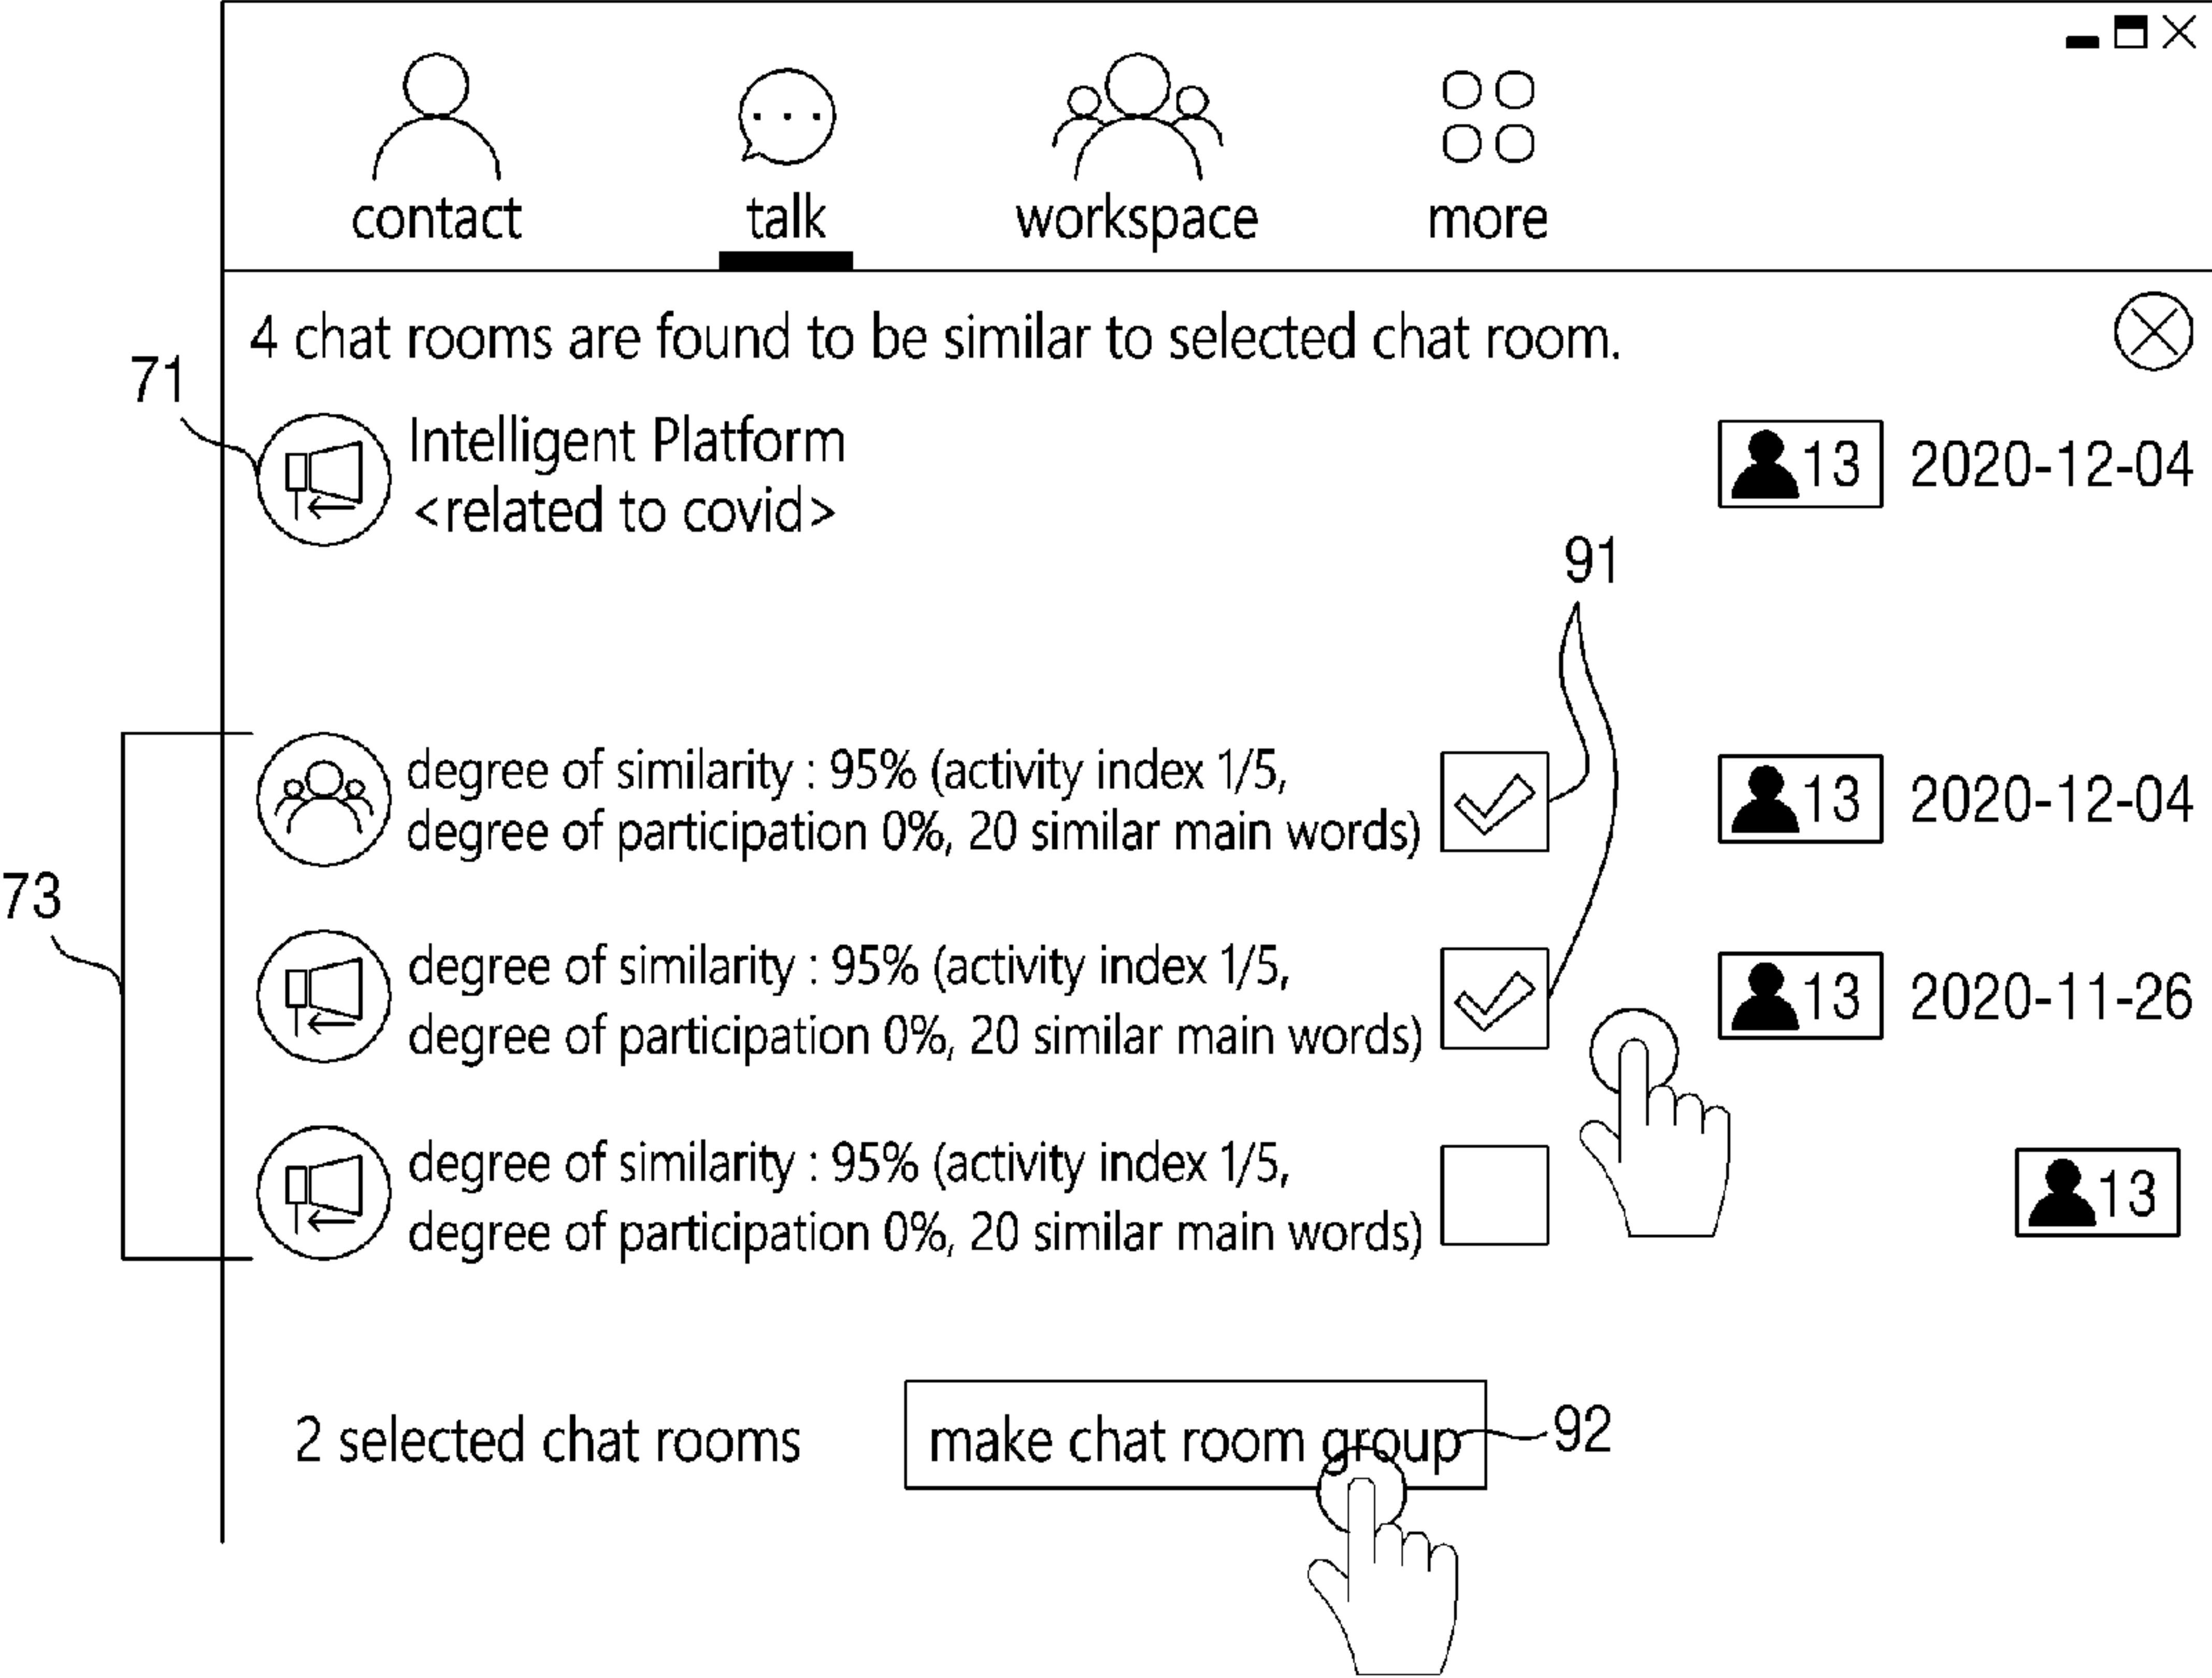 contact talk workspace more
4 chat rooms are found to be similar to selected chat room.
71
Intelligent Platform
<related to covid>
13 2020-12-04
91
73
degree of similarity : 95% (activity index 1/5,
degree of participation 0%, 20 similar main words)
13 2020-12-04
degree of similarity : 95% (activity index 1/5,
degree of participation 0%, 20 similar main words)
13 2020-11-26
degree of similarity : 95% (activity index 1/5,
degree of participation 0%, 20 similar main words)
13
2 selected chat rooms
make chat room group
92